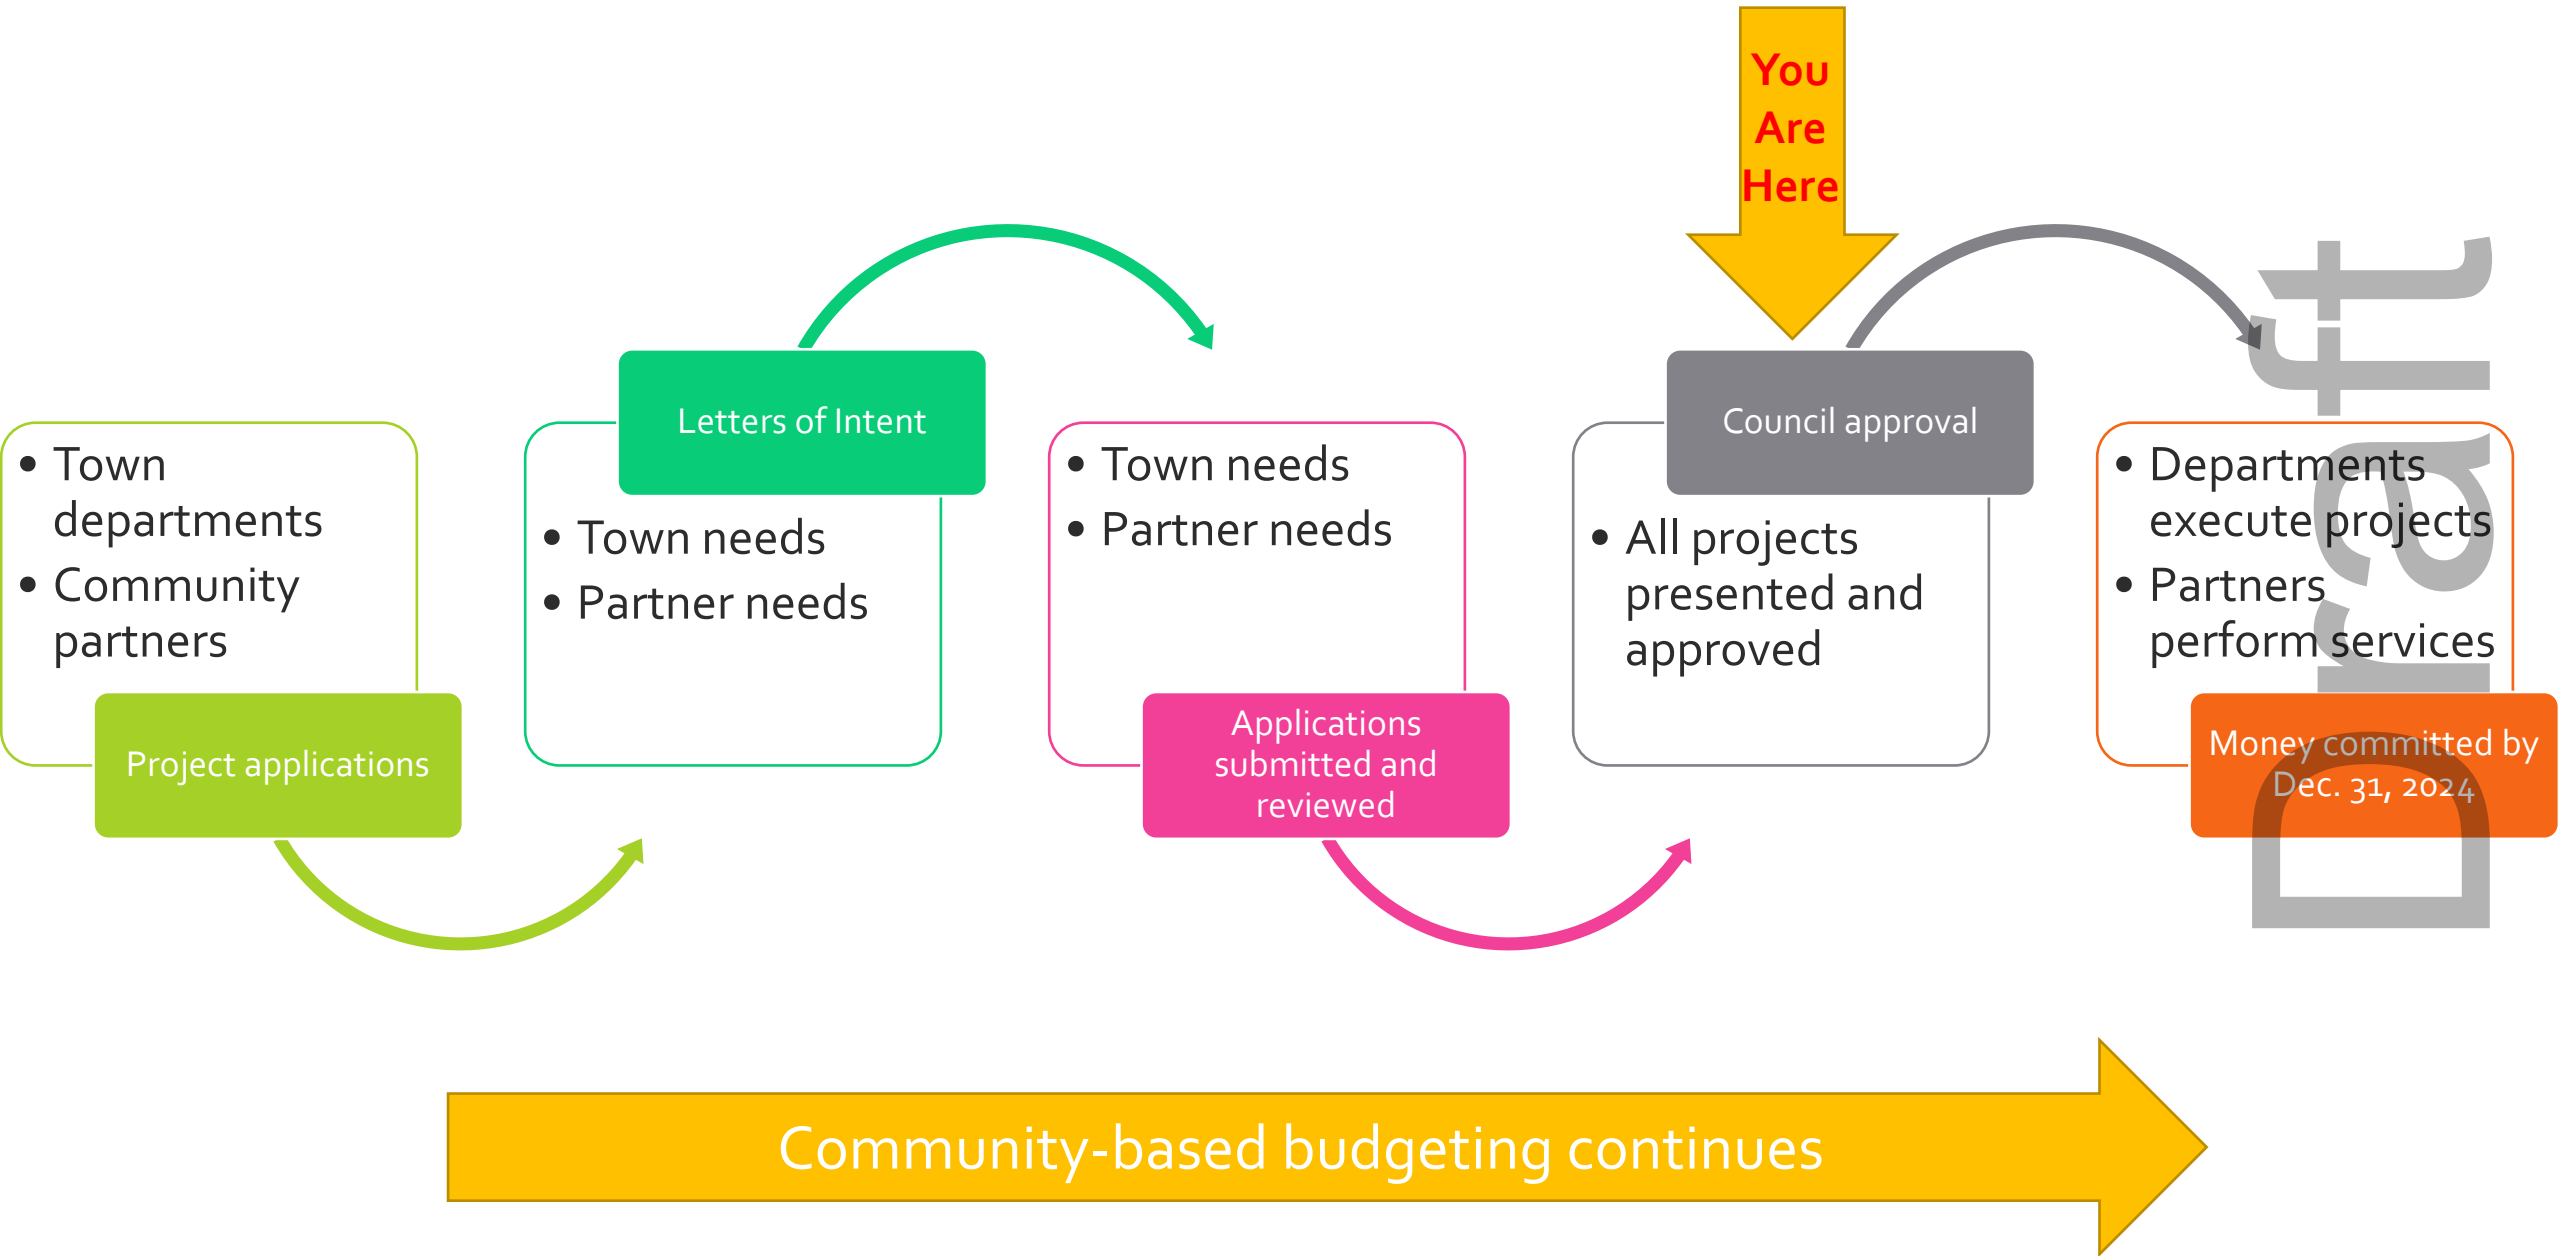 You
Are
Here
• Town
departments
• Community
partners
Project applications
Letters of Intent
• Town needs
• Partner needs
• Town needs
• Partner needs
Applications
submitted and
reviewed
Council approval
• All projects
presented and
approved
• Departments
execute projects
• Partners
perform services
Money committed by
Dec. 31, 2024
Draft
Community-based budgeting continues